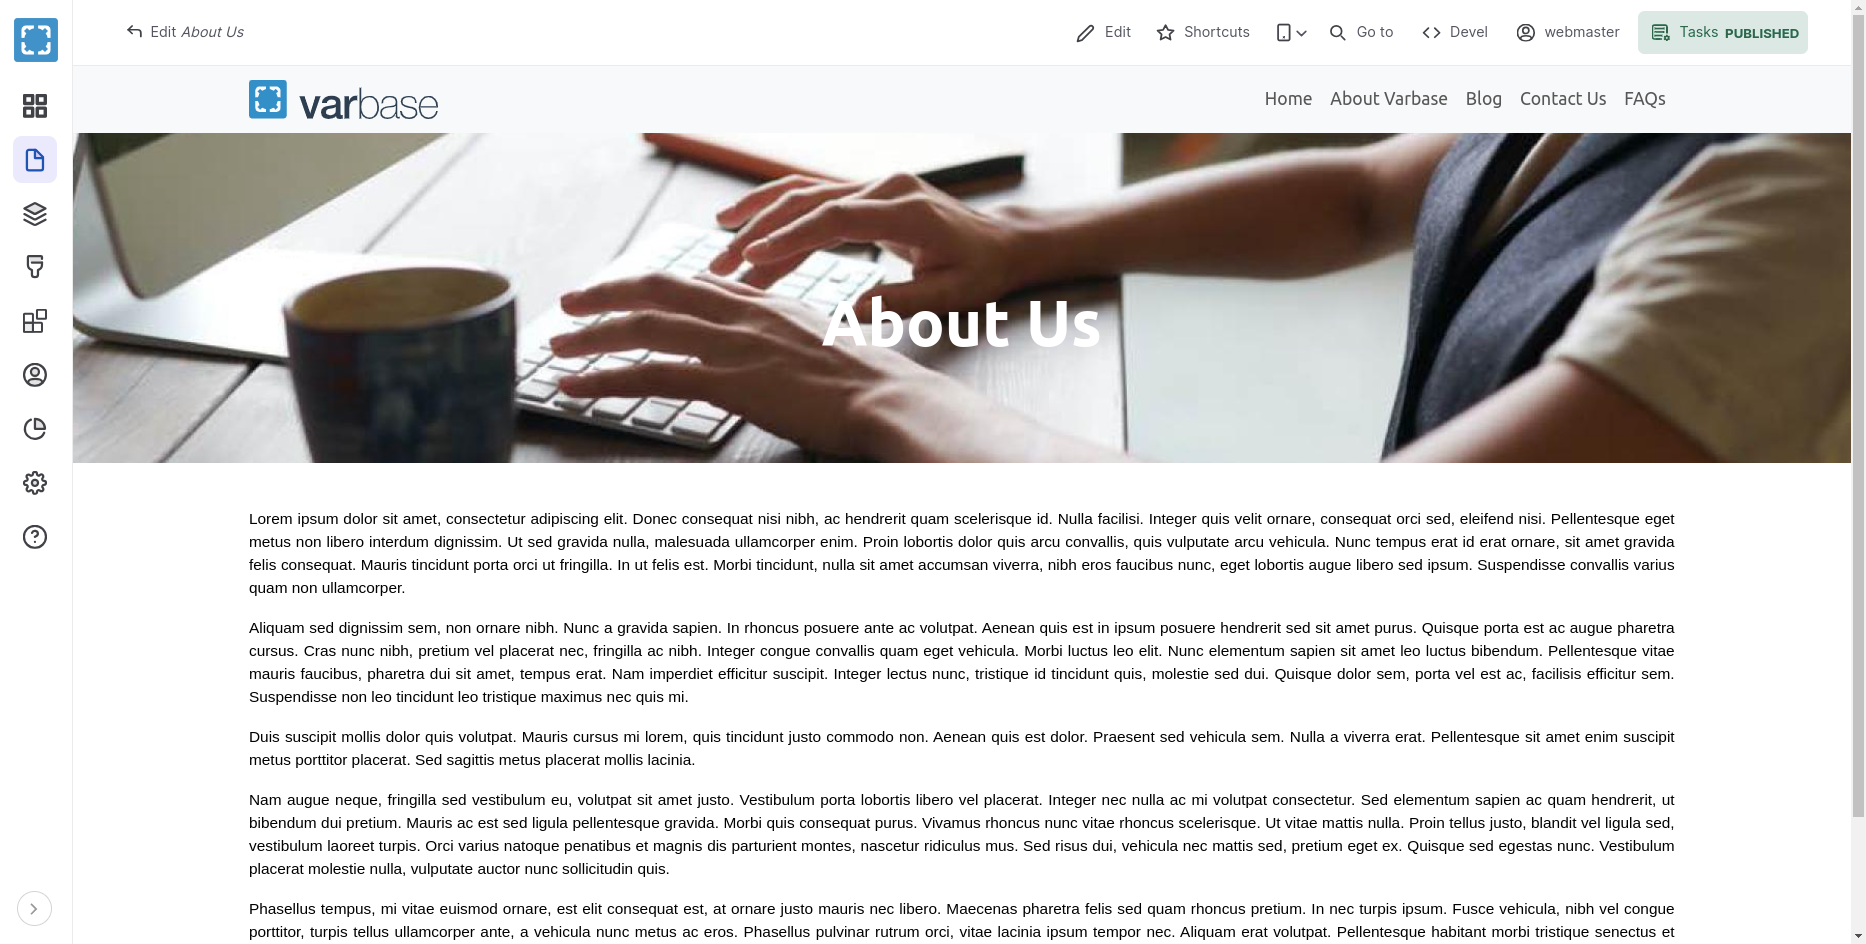 Edit About Us
Edit
Shortcuts
Go to
Devel
webmaster
Tasks PUBLISHED
varbase
Home About Varbase Blog Contact Us FAQs
About Us
Lorem ipsum dolor sit amet, consectetur adipiscing elit. Donec consequat nisi nibh, ac hendrerit quam scelerisque id. Nulla facilisi. Integer quis velit ornare, consequat orci sed, eleifend nisi. Pellentesque eget
metus non libero interdum dignissim. Ut sed gravida nulla, malesuada ullamcorper enim. Proin lobortis dolor quis arcu convallis, quis vulputate arcu vehicula. Nunc tempus erat id erat ornare, sit amet gravida
felis consequat. Mauris tincidunt porta orci ut fringilla. In ut felis est. Morbi tincidunt, nulla sit amet accumsan viverra, nibh eros faucibus nunc, eget lobortis augue libero sed ipsum. Suspendisse convallis varius
quam non ullamcorper.
Aliquam sed dignissim sem, non ornare nibh. Nunc a gravida sapien. In rhoncus posuere ante ac volutpat. Aenean quis est in ipsum posuere hendrerit sed sit amet purus. Quisque porta est ac augue pharetra
cursus. Cras nunc nibh, pretium vel placerat nec, fringilla ac nibh. Integer congue convallis quam eget vehicula. Morbi luctus leo elit. Nunc elementum sapien sit amet leo luctus bibendum. Pellentesque vitae
mauris faucibus, pharetra dui sit amet, tempus erat. Nam imperdiet efficitur suscipit. Integer lectus nunc, tristique id tincidunt quis, molestie sed dui. Quisque dolor sem, porta vel est ac, facilisis efficitur sem.
Suspendisse non leo tincidunt leo tristique maximus nec quis mi.
Duis suscipit mollis dolor quis volutpat. Mauris cursus mi lorem, quis tincidunt justo commodo non. Aenean quis est dolor. Praesent sed vehicula sem. Nulla a viverra erat. Pellentesque sit amet enim suscipit
metus porttitor placerat. Sed sagittis metus placerat mollis lacinia.
Nam augue neque, fringilla sed vestibulum eu, volutpat sit amet justo. Vestibulum porta lobortis libero vel placerat. Integer nec nulla ac mi volutpat consectetur. Sed elementum sapien ac quam hendrerit, ut
bibendum dui pretium. Mauris ac est sed ligula pellentesque gravida. Morbi quis consequat purus. Vivamus rhoncus nunc vitae rhoncus scelerisque. Ut vitae mattis nulla. Proin tellus justo, blandit vel ligula sed,
vestibulum laoreet turpis. Orci varius natoque penatibus et magnis dis parturient montes, nascetur ridiculus mus. Sed risus dui, vehicula nec mattis sed, pretium eget ex. Quisque sed egestas nunc. Vestibulum
placerat molestie nulla, vulputate auctor nunc sollicitudin quis.
Phasellus tempus, mi vitae euismod ornare, est elit consequat est, at ornare justo mauris nec libero. Maecenas pharetra felis sed quam rhoncus pretium. In nec turpis ipsum. Fusce vehicula, nibh vel congue
porttitor, turpis tellus ullamcorper ante, a vehicula nunc metus ac eros. Phasellus pulvinar rutrum orci, vitae lacinia ipsum tempor nec. Aliquam erat volutpat. Pellentesque habitant morbi tristique senectus et